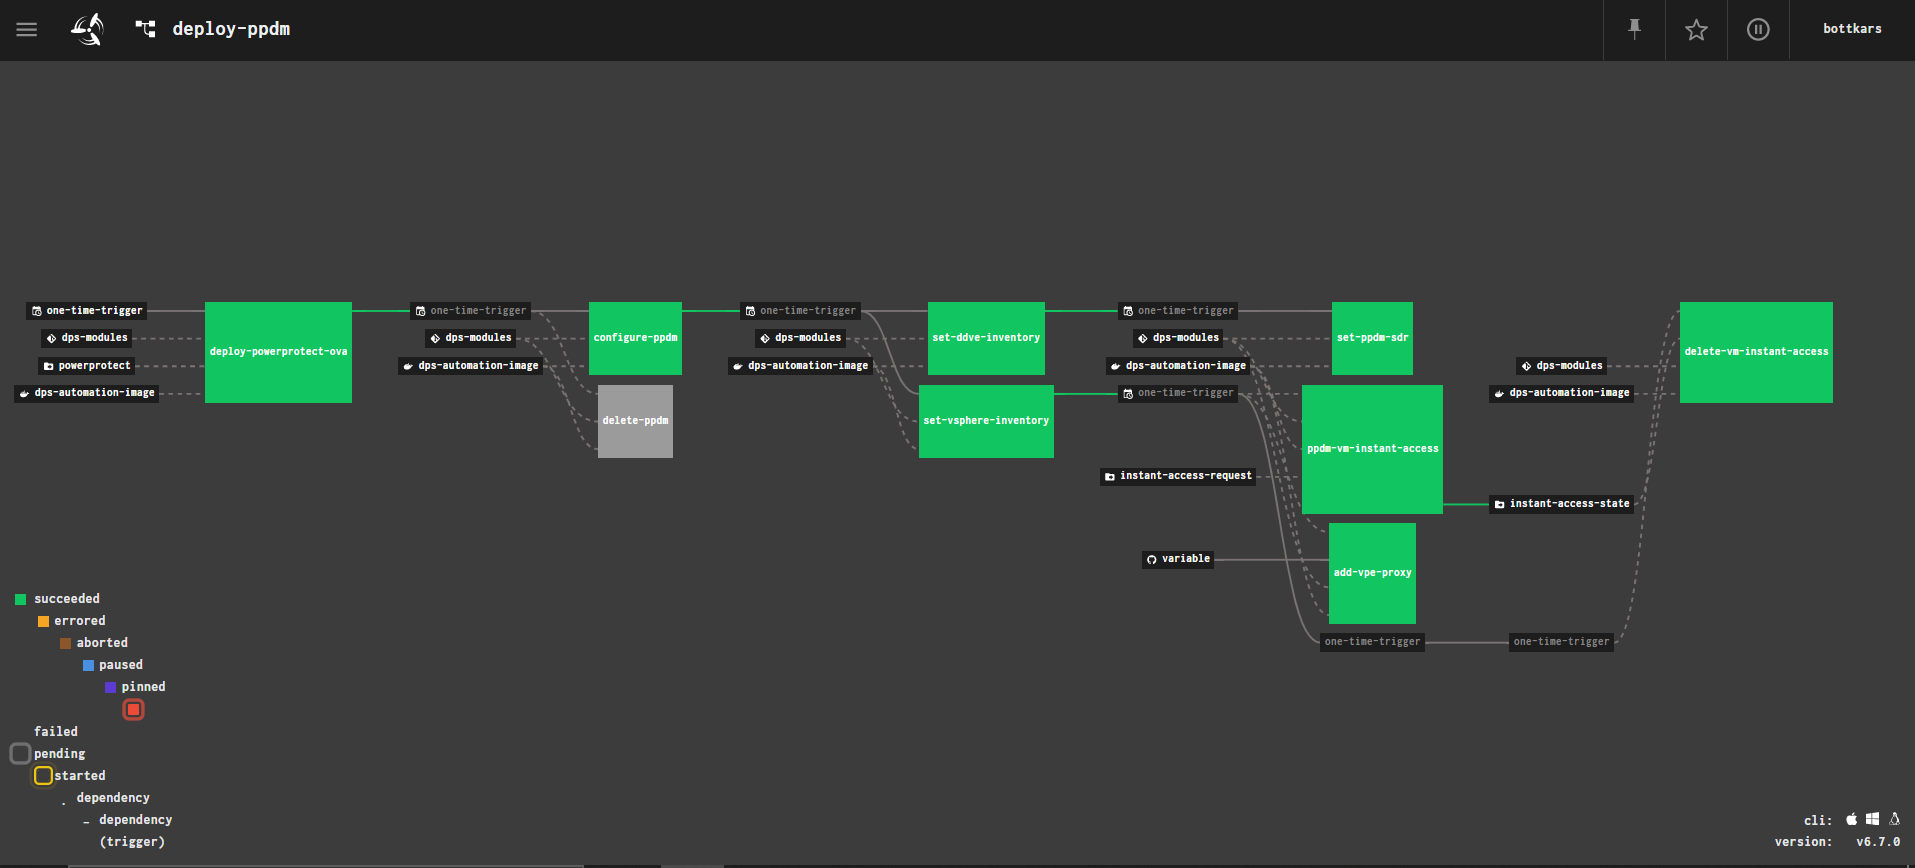 deploy-ppdm
bottkars
one-time-trigger
dps-modules
powerprotect
dps-automation-image
deploy-powerprotect-ova
one-time-trigger
dps-modules
dps-automation-image
configure-ppdm
delete-ppdm
one-time-trigger
dps-modules
dps-automation-image
set-ddve-inventory
set-vsphere-inventory
one-time-trigger
dps-modules
dps-automation-image
one-time-trigger
instant-access-request
variable
set-ppdm-sdr
ppdm-vm-instant-access
add-vpe-proxy
one-time-trigger
dps-modules
dps-automation-image
instant-access-state
one-time-trigger
delete-vm-instant-access
succeeded
errored
aborted
paused
pinned
failed
pending
started
dependency
dependency
(trigger)
cli:
version: v6.7.0